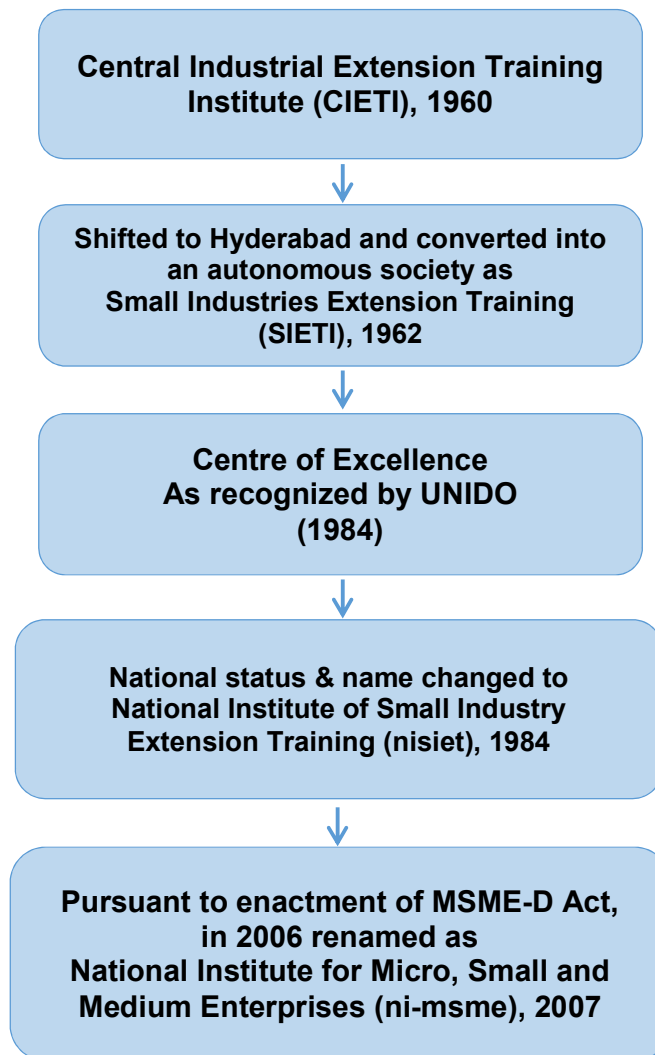 Central Industrial Extension Training
Institute (CIETI), 1960
Shifted to Hyderabad and converted into
an autonomous society as
Small Industries Extension Training
(SIETI), 1962
Centre of Excellence
As recognized by UNIDO
(1984)
National status & name changed to
National Institute of Small Industry
Extension Training (nisiet), 1984
Pursuant to enactment of MSME-D Act,
in 2006 renamed as
National Institute for Micro, Small and
Medium Enterprises (ni-msme), 2007